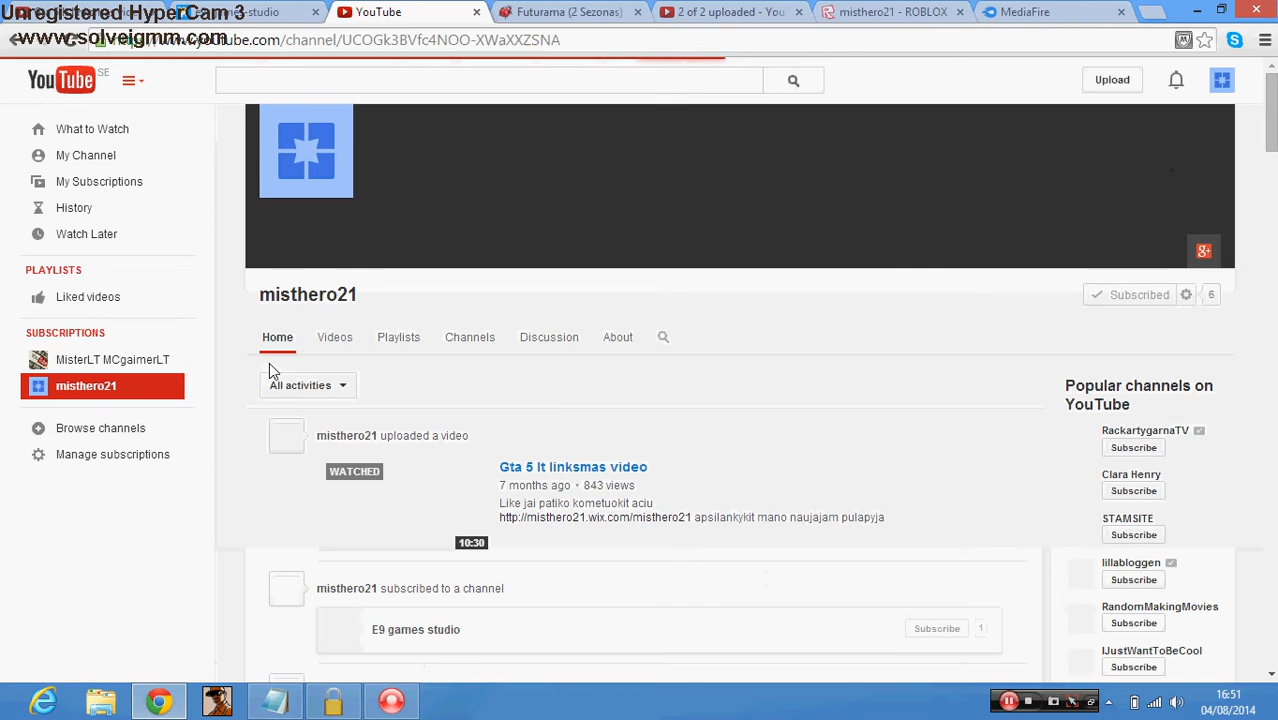 Unregistered HyperCam 3
www.solveigmm.com
-studio
YouTube
Futurama (2 Sezonas)
2 of 2 uploaded - You
misthero21 - ROBLOX
MediaFire
www.youtube.com/channel/UCOGk3BVfc4NOO-XWaXXZSNA
YouTube SE
Upload
What to Watch
My Channel
My Subscriptions
History
Watch Later
PLAYLISTS
Liked videos
SUBSCRIPTIONS
MisterLT MCgaimerLT
misthero21
Browse channels
Manage subscriptions
g+
misthero21
Subscribed 6
Home Videos Playlists Channels Discussion About
All activities
misthero21 uploaded a video
WATCHED
10:30
Gta 5 lt linksmas video
7 months ago • 843 views
Like jai patiko kometuokit aciu
http://misthero21.wix.com/misthero21 apsilankykit mano naujajam pulapyja
misthero21 subscribed to a channel
E9 games studio
Subscribe 1
Popular channels on
YouTube
RackartygarnaTV
Subscribe
Clara Henry
Subscribe
STAMSITE
Subscribe
lillabloggen
Subscribe
RandomMakingMovies
Subscribe
IJustWantToBeCool
Subscribe
16:51
04/08/2014